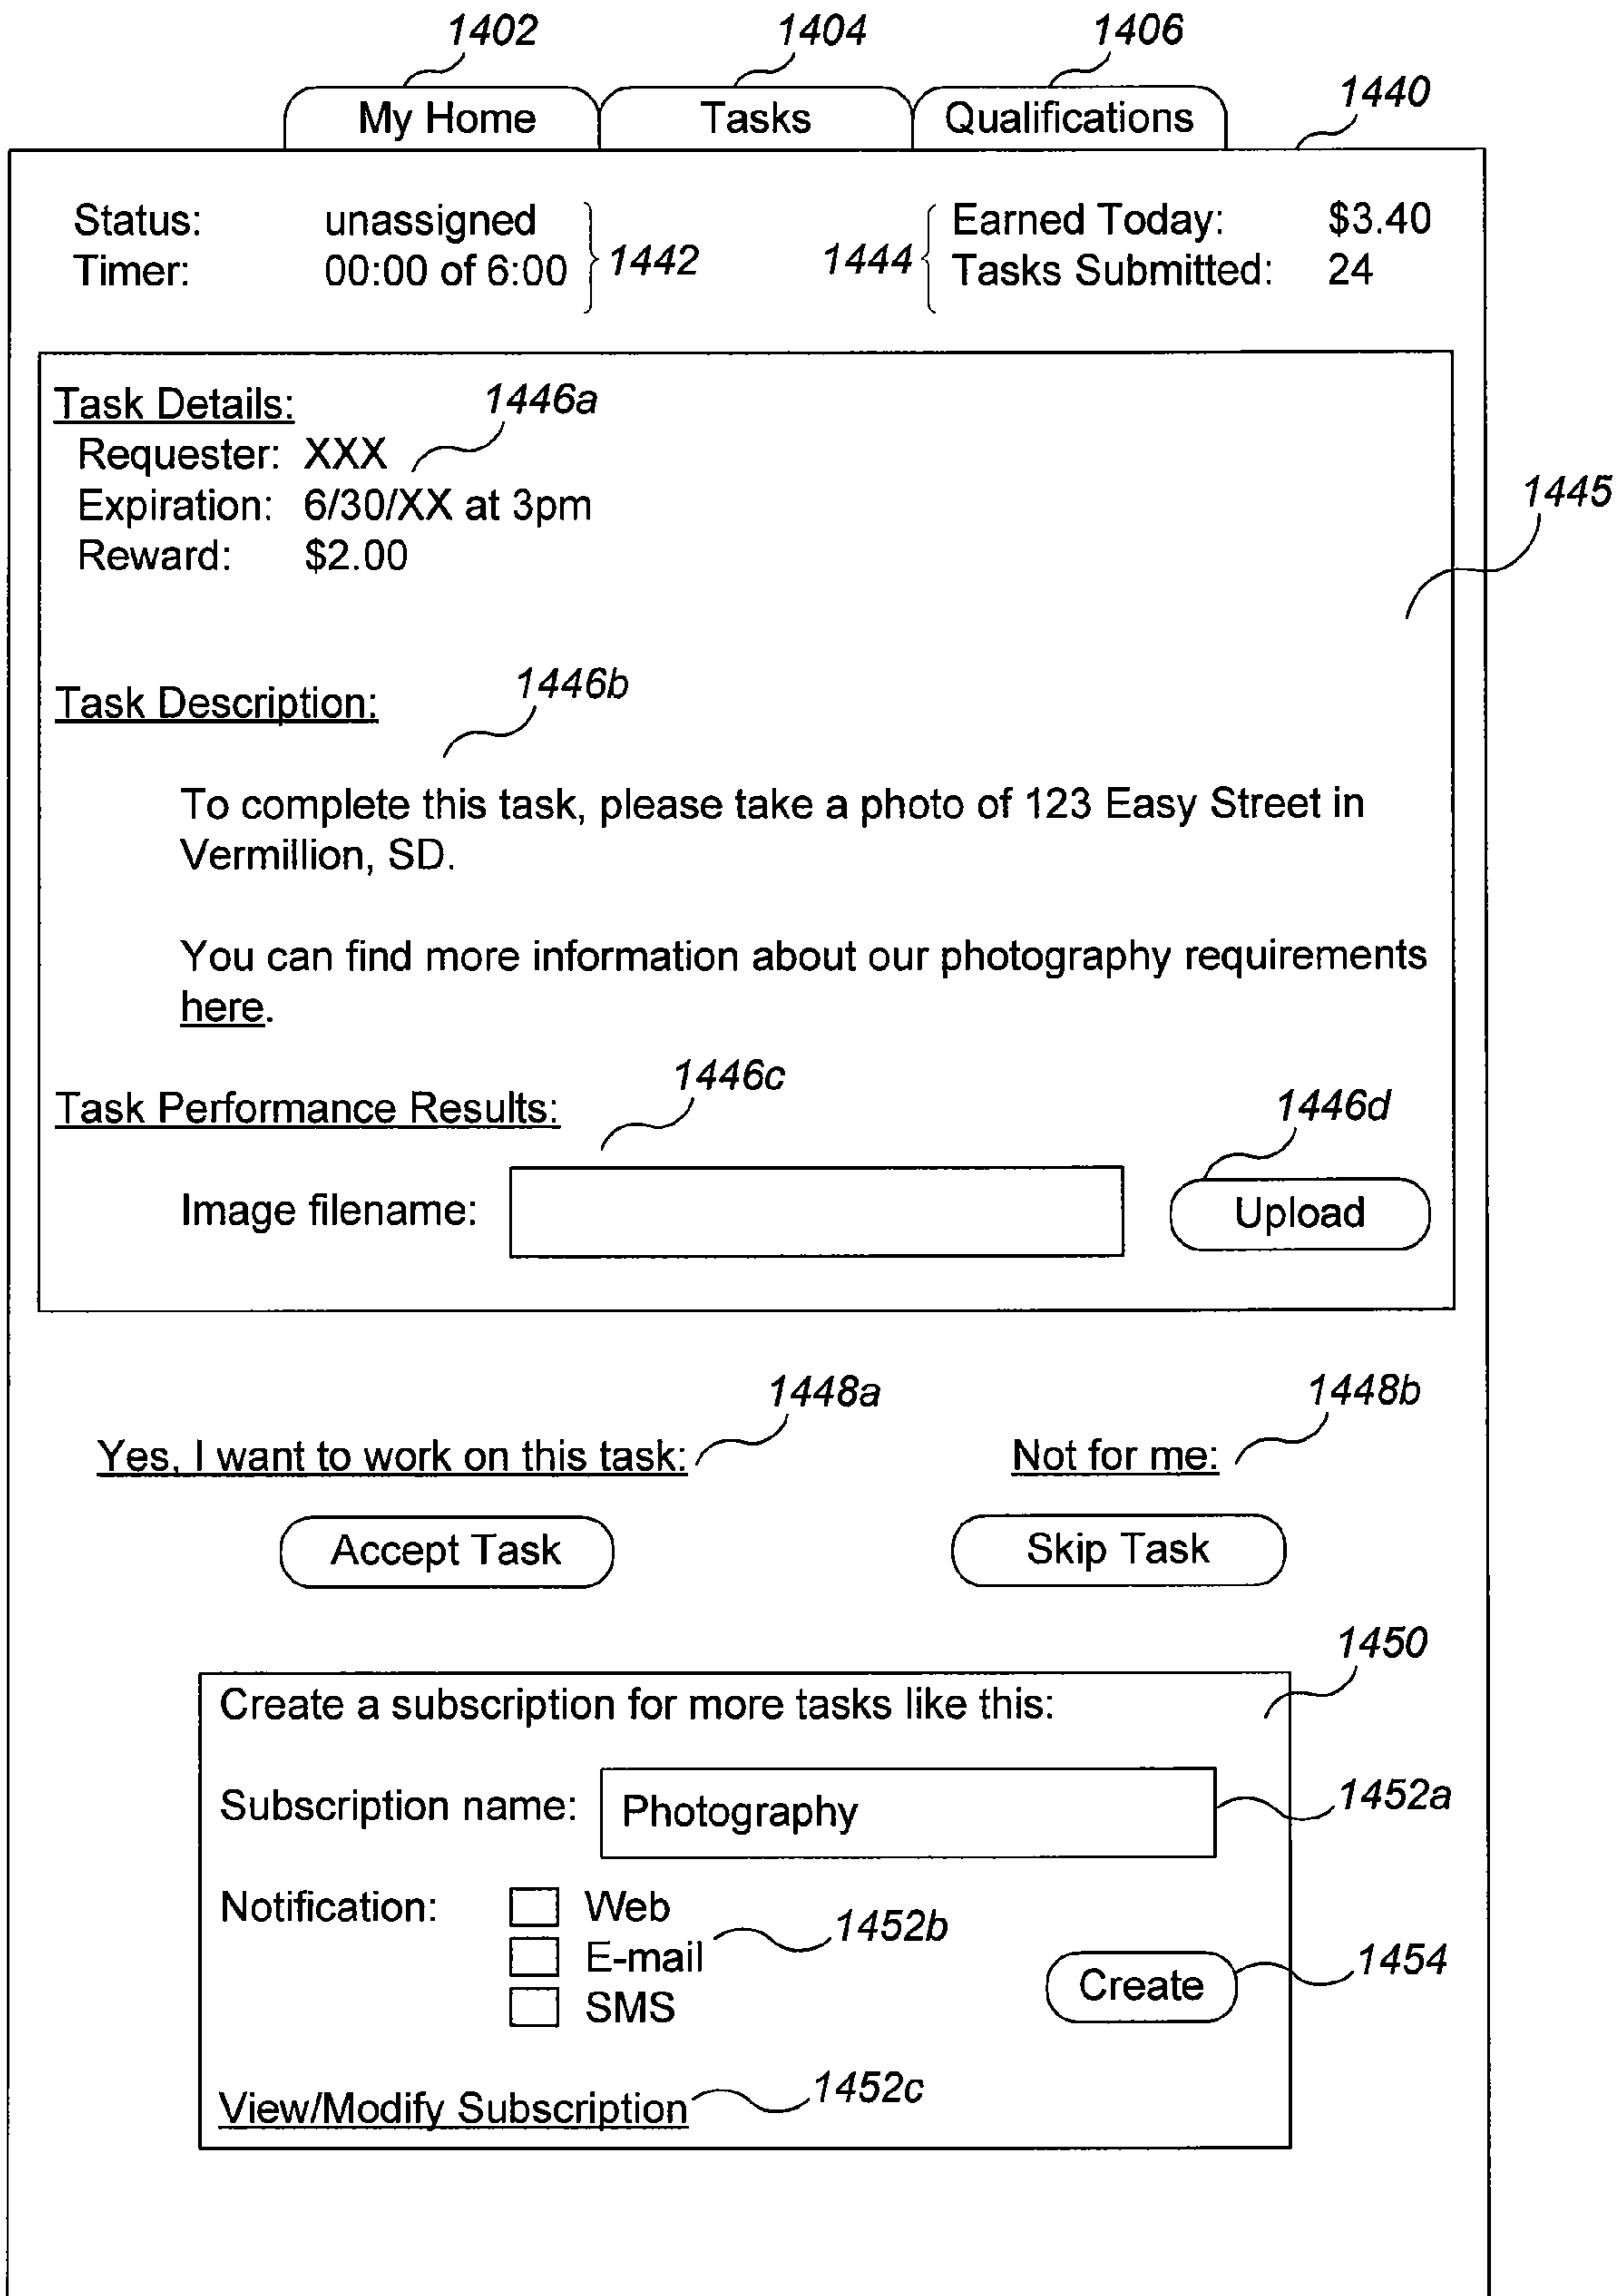 1402 1404 1406
My Home Tasks Qualifications 1440
Status: unassigned Earned Today: $3.40
1442 1444
Timer: 00:00 of 6:00 Tasks Submitted: 24
Task Details: 1446a
Requester: XXX
1445
Expiration: 6/30/XX at 3pm
Reward: $2.00
1446b
Task Description:
To complete this task, please take a photo of 123 Easy Street in
Vermillion, SD.
You can find more information about our photography requirements
here.
1446c
Task Performance Results: 1446d
Image filename: Upload
1448a 1448b
Yes, I want to work on this task: Not for me:
Accept Task Skip Task
1450
Create a subscription for more tasks like this:
Subscription name: Photography 1452a
Notification: Web
1452b
E-mail 1454
Create
SMS
View/Modify Subscription 1452c